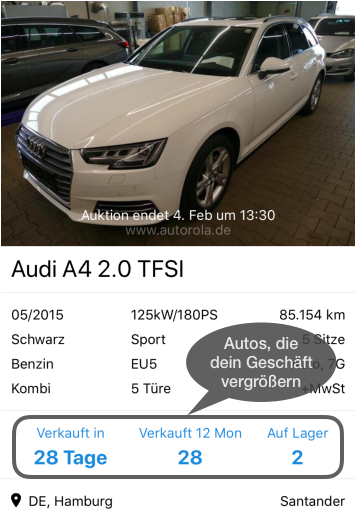 Auktion endet 4. Feb um 13:30
www.autorola.de
Audi A4 2.0 TFSI
05/2015 125kW/180PS 85.154 km
Schwarz Sport 5 Sitze
Benzin EU5 7G
Kombi 5 Türe +MwSt
Autos, die
dein Geschäft
vergrößern
Verkauft in Verkauft 12 Mon Auf Lager
28 Tage 28 2
DE, Hamburg Santander